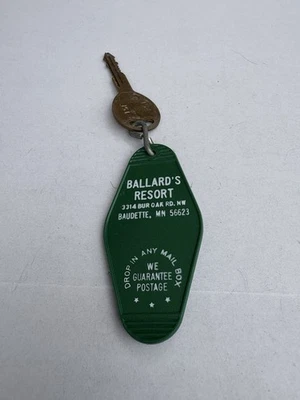 BALLARD'S
RESORT
3314 BUR OAK RD. NW
BAUDETTE, MN 56623
DROP IN ANY MAIL BOX
WE
GUARANTEE
POSTAGE